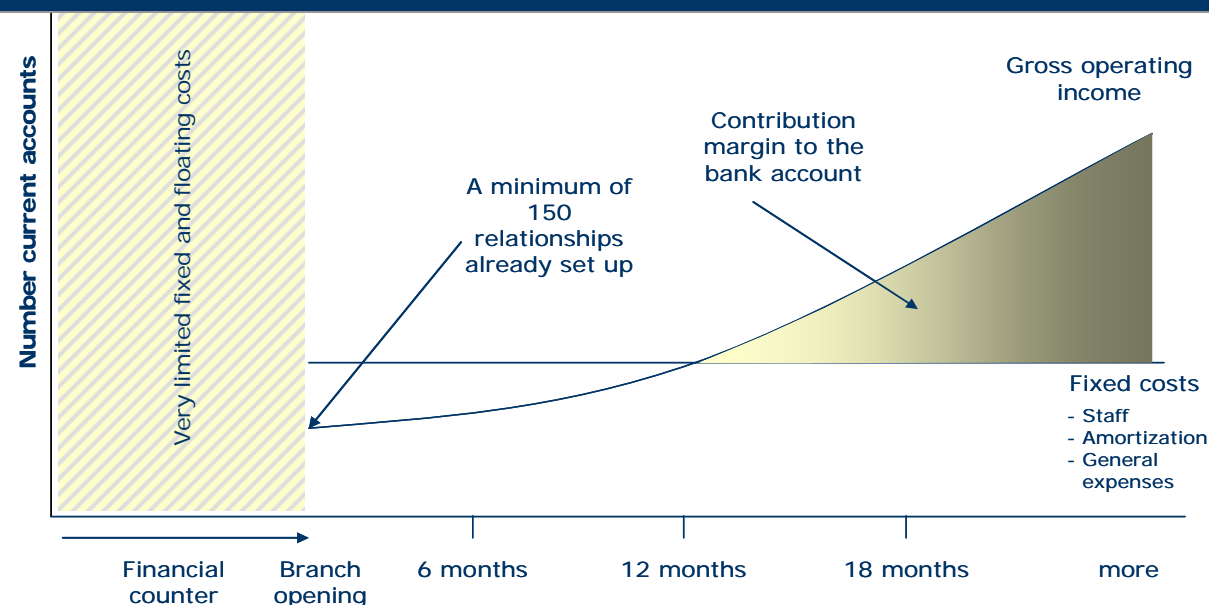 Number current accounts
Very limited fixed and floating costs
A minimum of
150
relationships
already set up
Contribution
margin to the
bank account
Gross operating
income
Fixed costs
- Staff
- Amortization
- General
expenses
Financial
counter
Branch
opening
6 months
12 months
18 months
more